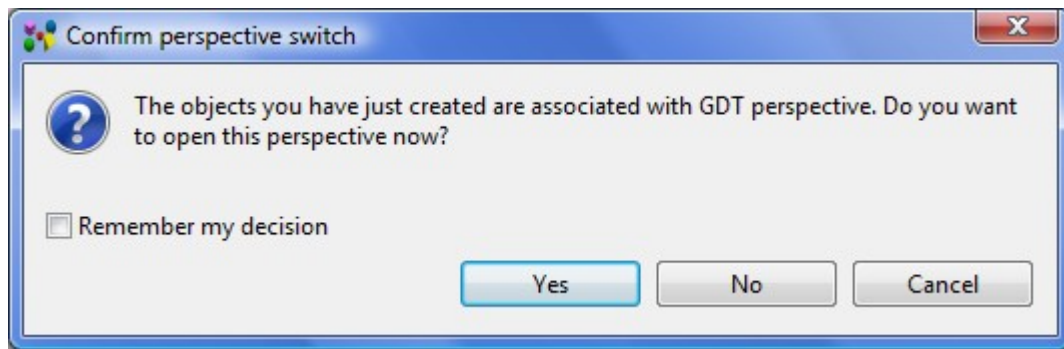 Confirm perspective switch
The objects you have just created are associated with GDT perspective. Do you want
to open this perspective now?
Remember my decision
Yes No Cancel